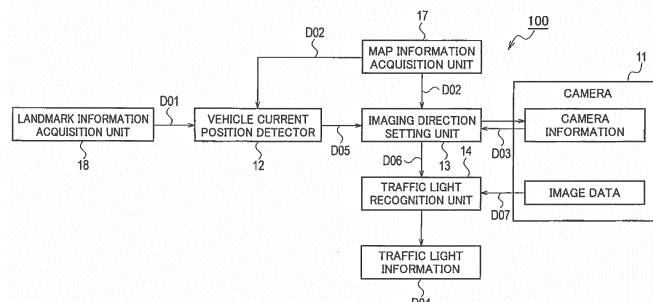 100
17
D02
MAP INFORMATION
ACQUISITION UNIT
11
D02
CAMERA
D01
LANDMARK INFORMATION
ACQUISITION UNIT
VEHICLE CURRENT
POSITION DETECTOR
IMAGING DIRECTION
SETTING UNIT
CAMERA
INFORMATION
D05
D03
18
12
13
14
D06
TRAFFIC LIGHT
RECOGNITION UNIT
IMAGE DATA
D07
TRAFFIC LIGHT
INFORMATION